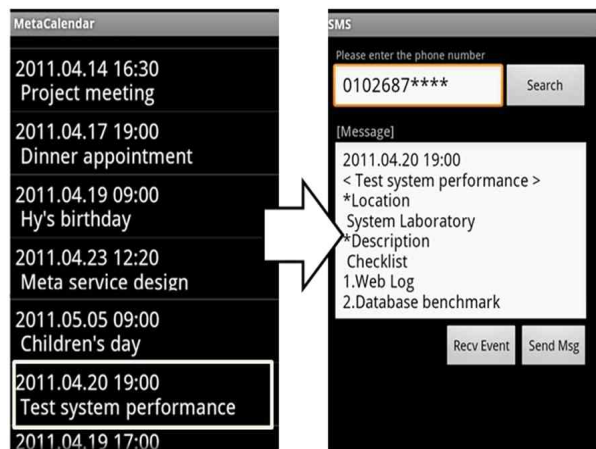 MetaCalendar
2011.04.14 16:30
Project meeting
2011.04.17 19:00
Dinner appointment
2011.04.19 09:00
Hy's birthday
2011.04.23 12:20
Meta service design
2011.05.05 09:00
Children's day
2011.04.20 19:00
Test system performance
2011.04.19 17:00
SMS
Please enter the phone number
0102687****
Search
[Message]
2011.04.20 19:00
< Test system performance >
*Location
System Laboratory
*Description
Checklist
1.Web Log
2.Database benchmark
Recv Event
Send Msg